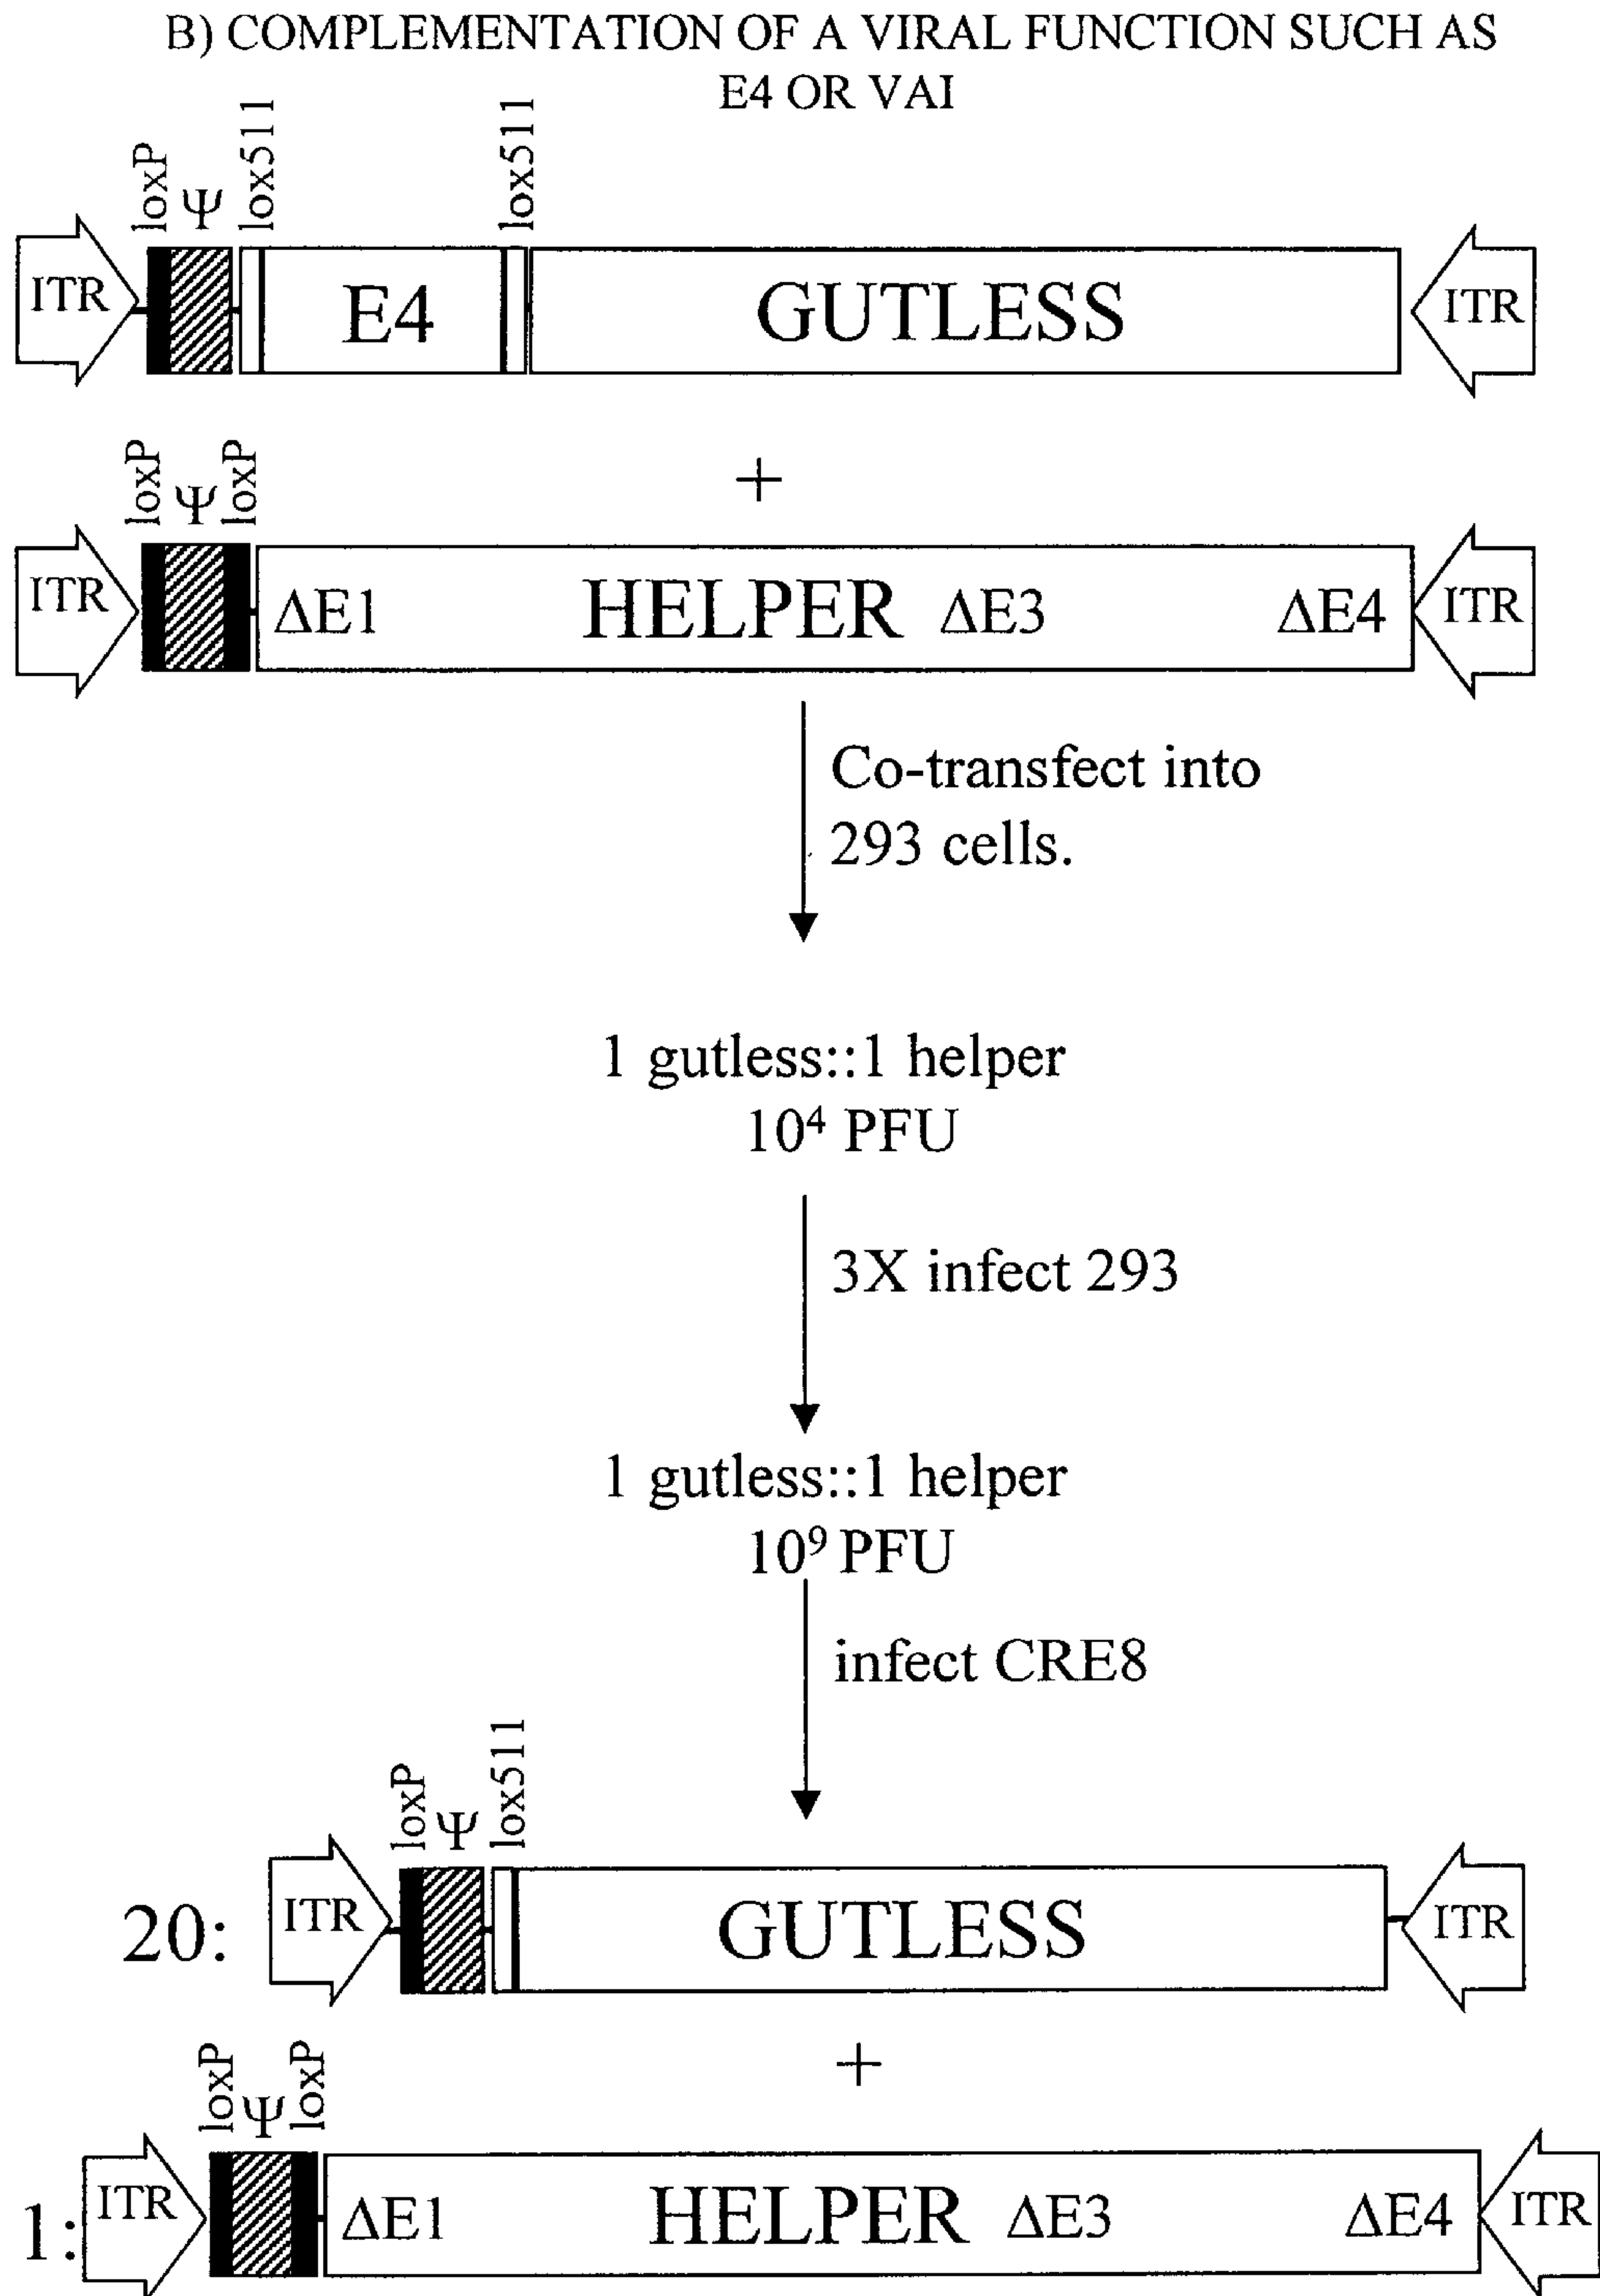 B) COMPLEMENTATION OF A VIRAL FUNCTION SUCH AS
E4 OR VAI
loxP Ψ lox511 lox511
ITR E4 GUTLESS ITR
+
loxP Ψ loxP
ITR ΔE1 HELPER ΔE3 ΔE4 ITR
Co-transfect into
293 cells.
1 gutless::1 helper
10⁴ PFU
3X infect 293
1 gutless::1 helper
10⁹ PFU
infect CRE8
loxP Ψ lox511
20: ITR GUTLESS ITR
+
loxP Ψ loxP
1: ITR ΔE1 HELPER ΔE3 ΔE4 ITR